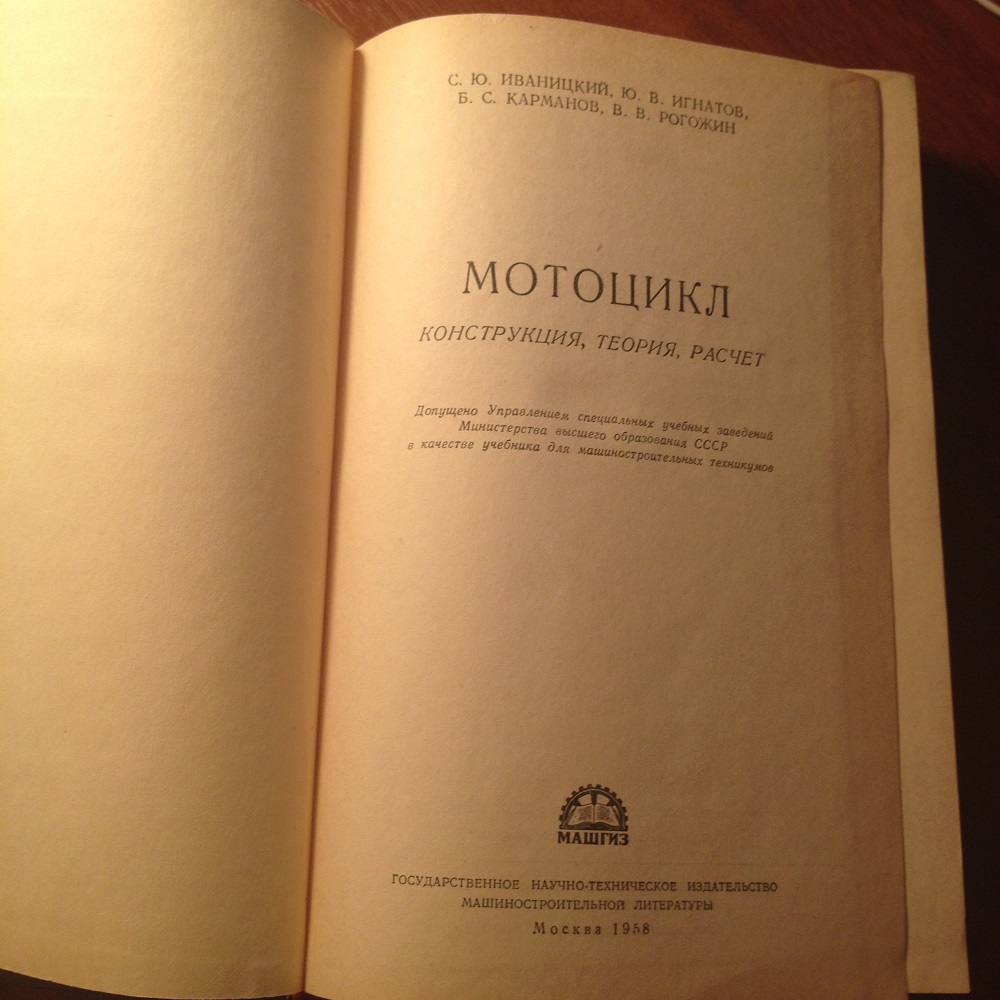 С. Ю. ИВАНИЦКИЙ, Ю. В. ИГНАТОВ,
Б. С. КАРМАНОВ, В. В. РОГОЖИН
МОТОЦИКЛ
КОНСТРУКЦИЯ, ТЕОРИЯ, РАСЧЕТ
Допущено Управлением специальных учебных заведений
Министерства высшего образования СССР
в качестве учебника для машиностроительных техникумов
МАШГИЗ
ГОСУДАРСТВЕННОЕ НАУЧНО-ТЕХНИЧЕСКОЕ ИЗДАТЕЛЬСТВО
МАШИНОСТРОИТЕЛЬНОЙ ЛИТЕРАТУРЫ
Москва 1958